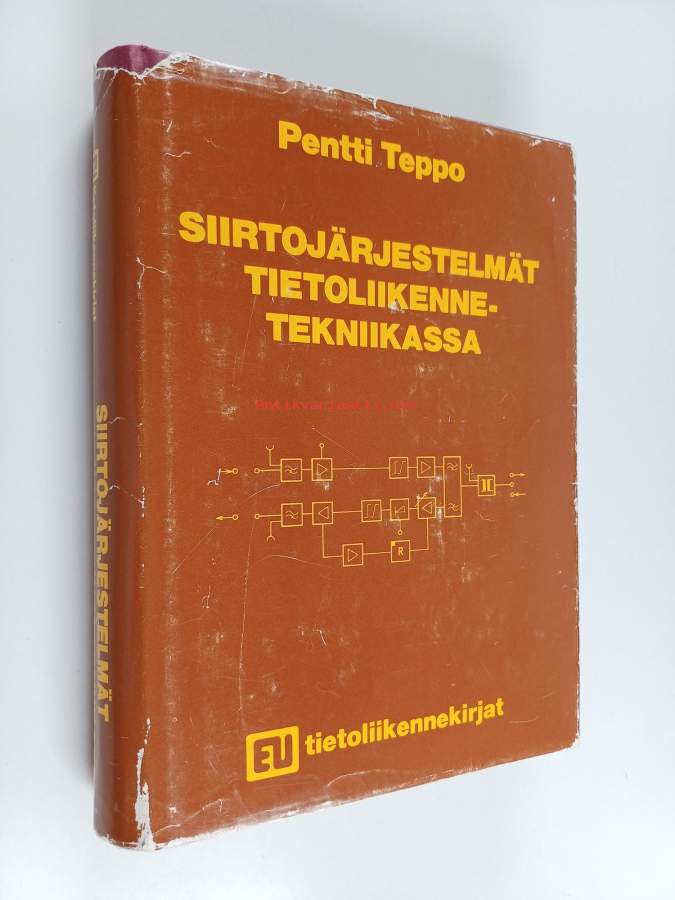 Pentti Teppo
SIIRTOJÄRJESTELMÄT
TIETOLIIKENNE-
TEKNIIKASSA
R
EU tietoliikennekirjat
SIIRTOJÄRJESTELMÄT